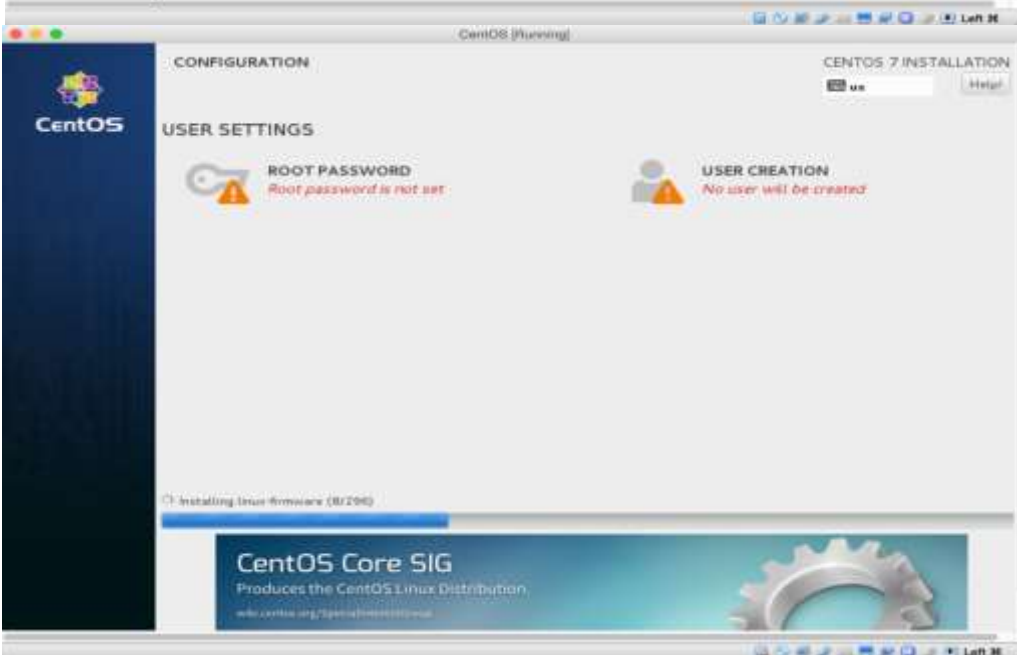 Left ⌘
CentOS [Running]
CONFIGURATION
CENTOS 7 INSTALLATION
us
Help!
CentOS
USER SETTINGS
ROOT PASSWORD
Root password is not set
USER CREATION
No user will be created
Installing linux-firmware (8/296)
CentOS Core SIG
Produces the CentOS Linux Distribution.
Left ⌘